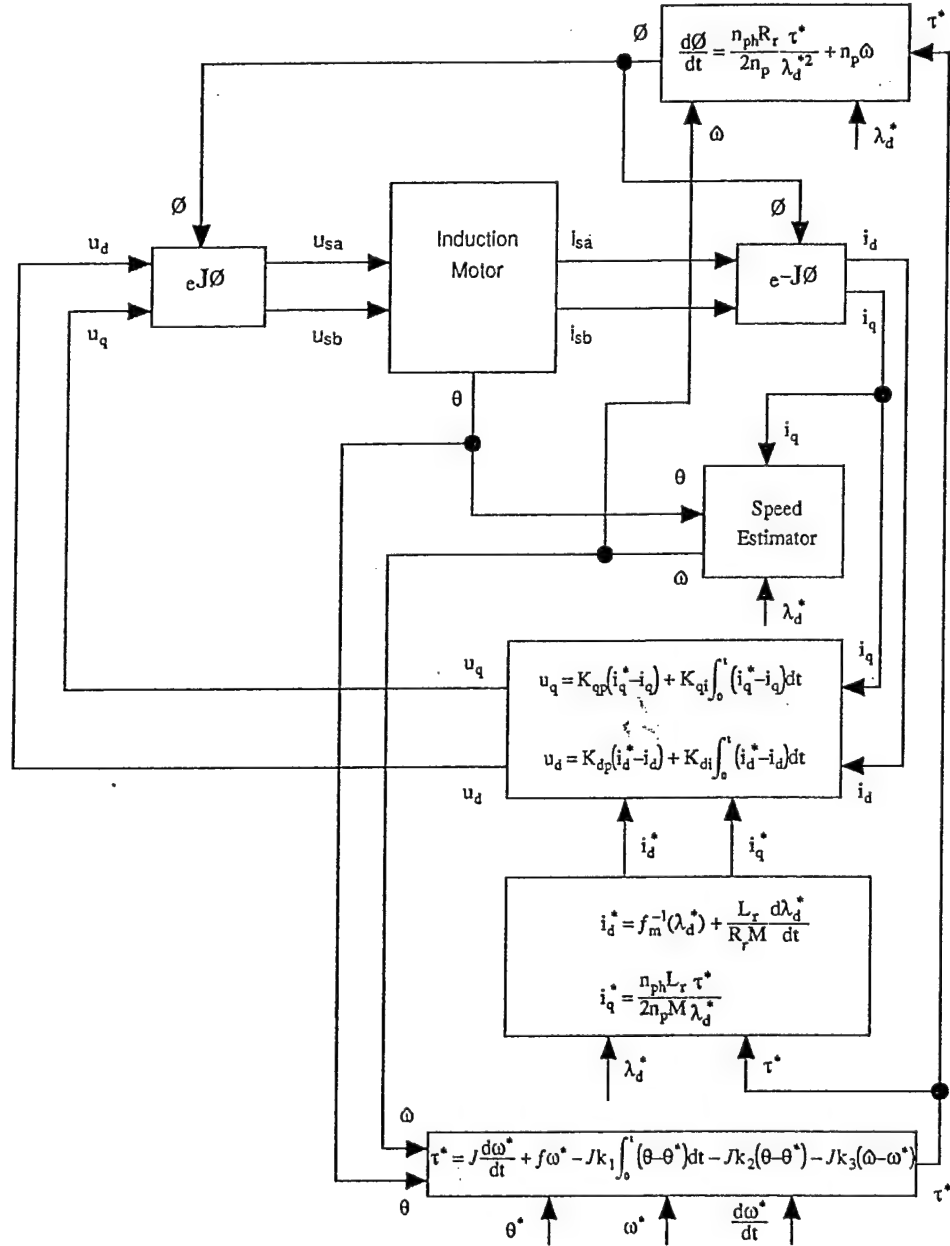 τ*
Ø
dØ/dt = n_ph R_r / 2n_p τ* / λ_d*² + n_p ω̂
ω̂
λ_d*
Ø
Ø
u_d
u_sa
Induction
Motor
i_sa
i_d
e^JØ
e^-JØ
u_q
u_sb
i_sb
i_q
θ
i_q
θ
Speed
Estimator
ω̂
λ_d*
u_q
i_q
u_q = K_qp(i_q*-i_q) + K_qi∫_0^t (i_q*-i_q)dt
u_d = K_dp(i_d*-i_d) + K_di∫_0^t (i_d*-i_d)dt
u_d
i_d
i_d*
i_q*
i_d* = f_m^-1(λ_d*) + L_r / R_r M dλ_d* / dt
i_q* = n_ph L_r / 2n_p M τ* / λ_d*
λ_d*
τ*
ω̂
τ* = J dω*/dt + fω* - Jk_1∫_0^t (θ-θ*)dt - Jk_2(θ-θ*) - Jk_3(ω̂-ω*)
θ
τ*
θ*
ω*
dω*/dt